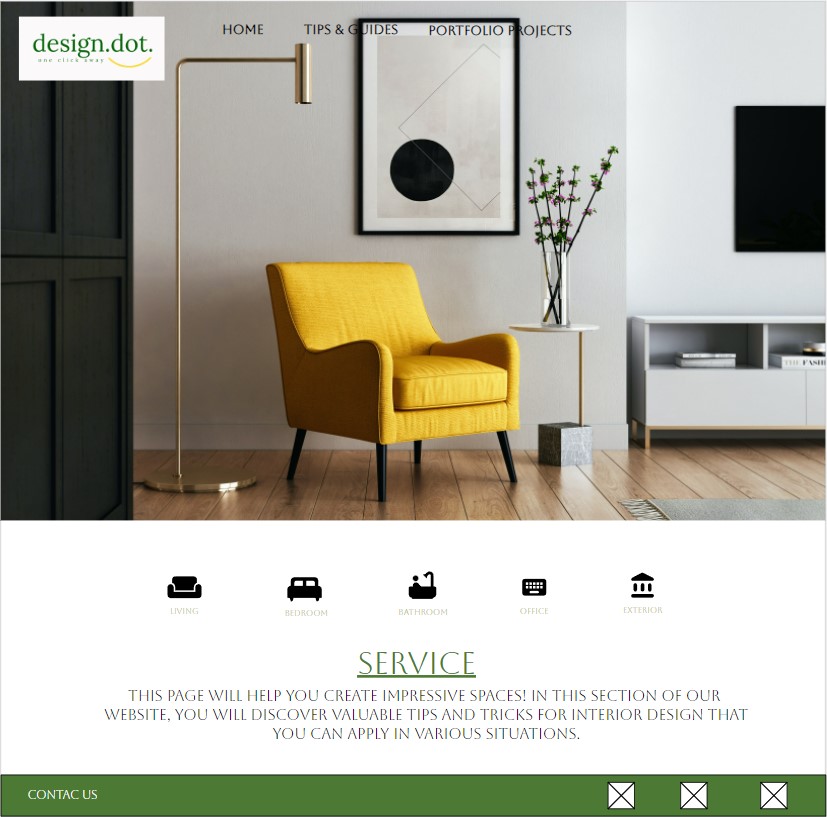 design.dot.
one click away
HOME
TIPS & GUIDES
PORTFOLIO PROJECTS
LIVING
BEDROOM
BATHROOM
OFFICE
EXTERIOR
SERVICE
THIS PAGE WILL HELP YOU CREATE IMPRESSIVE SPACES! IN THIS SECTION OF OUR
WEBSITE, YOU WILL DISCOVER VALUABLE TIPS AND TRICKS FOR INTERIOR DESIGN THAT
YOU CAN APPLY IN VARIOUS SITUATIONS.
CONTAC US